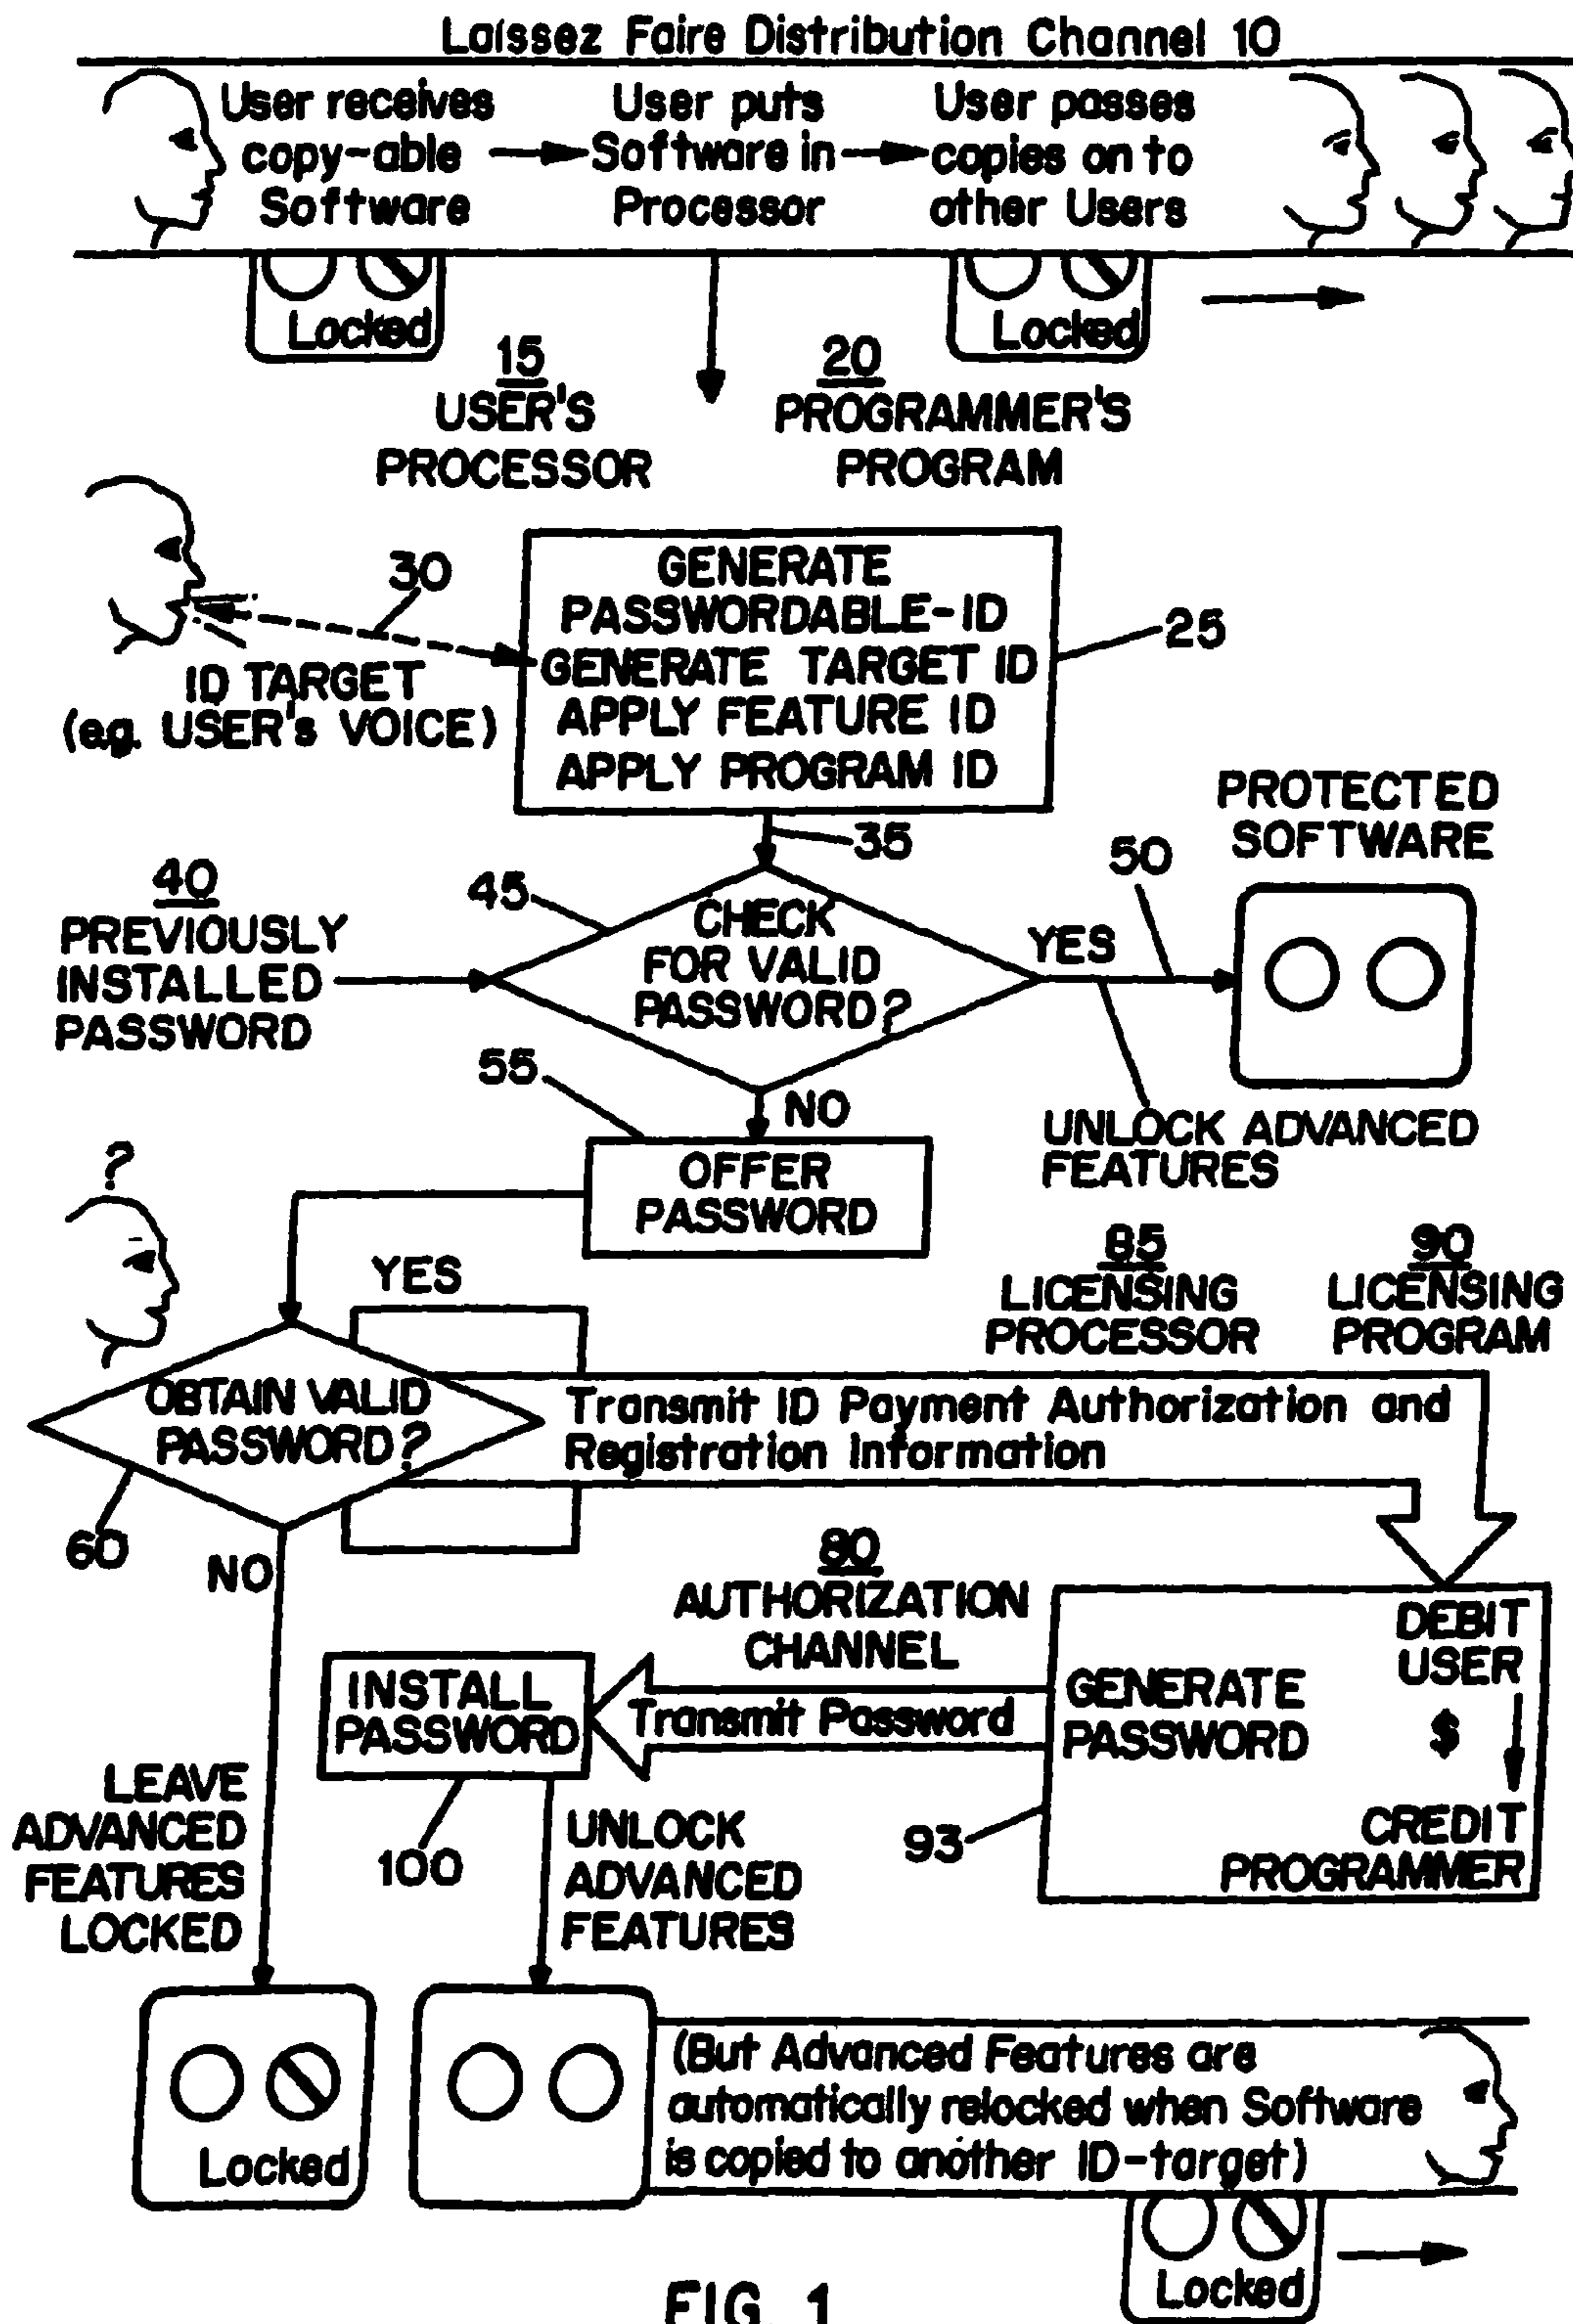 Laissez Faire Distribution Channel 10
User receives
copy-able
Software
User puts
Software in
Processor
User passes
copies on to
other Users
Locked
Locked
15
USER'S
PROCESSOR
20
PROGRAMMER'S
PROGRAM
30
ID TARGET
(e.g. USER's VOICE)
GENERATE
PASSWORDABLE-ID
GENERATE TARGET ID
APPLY FEATURE ID
APPLY PROGRAM ID
25
35
40
PREVIOUSLY
INSTALLED
PASSWORD
45
CHECK
FOR VALID
PASSWORD?
YES
50
PROTECTED
SOFTWARE
UNLOCK ADVANCED
FEATURES
55
NO
OFFER
PASSWORD
?
YES
85
LICENSING
PROCESSOR
90
LICENSING
PROGRAM
OBTAIN VALID
PASSWORD?
Transmit ID Payment Authorization and
Registration Information
60
NO
80
AUTHORIZATION
CHANNEL
INSTALL
PASSWORD
Transmit Password
GENERATE
PASSWORD
DEBIT
USER
$
CREDIT
PROGRAMMER
93
100
LEAVE
ADVANCED
FEATURES
LOCKED
UNLOCK
ADVANCED
FEATURES
Locked
(But Advanced Features are
automatically relocked when Software
is copied to another ID-target)
Locked
FIG. 1